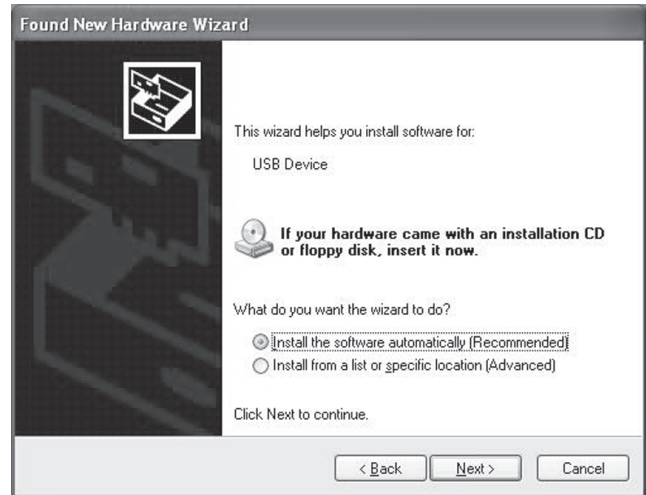 Found New Hardware Wizard
This wizard helps you install software for:
USB Device
If your hardware came with an installation CD
or floppy disk, insert it now.
What do you want the wizard to do?
Install the software automatically (Recommended)
Install from a list or specific location (Advanced)
Click Next to continue.
< Back Next > Cancel